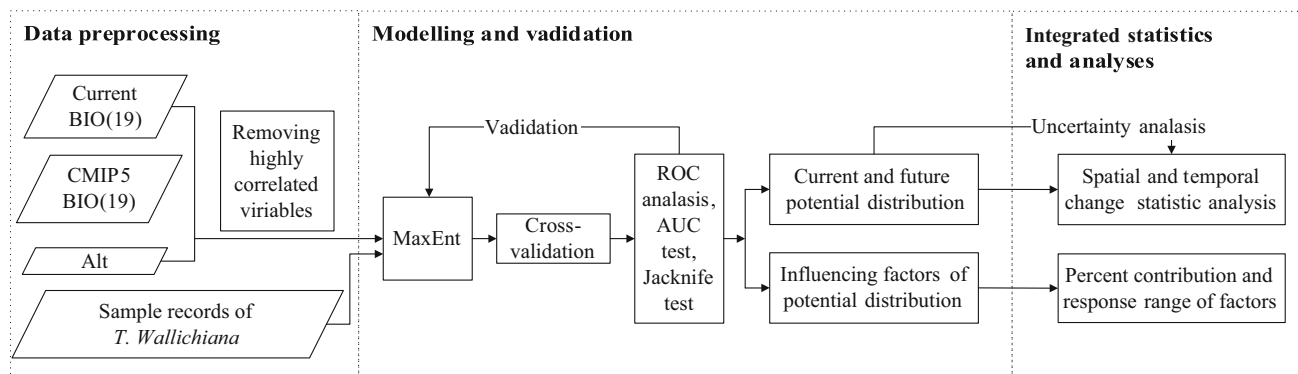 Data preprocessing
Current
BIO(19)
CMIP5
BIO(19)
Alt
Sample records of
T. Wallichiana
Removing
highly
correlated
viriables
Modelling and vadidation
Vadidation
MaxEnt
Cross-
validation
ROC
analasis,
AUC
test,
Jacknife
test
Current and future
potential distribution
Influencing factors of
potential distribution
Integrated statistics
and analyses
Uncertainty analasis
Spatial and temporal
change statistic analysis
Percent contribution and
response range of factors